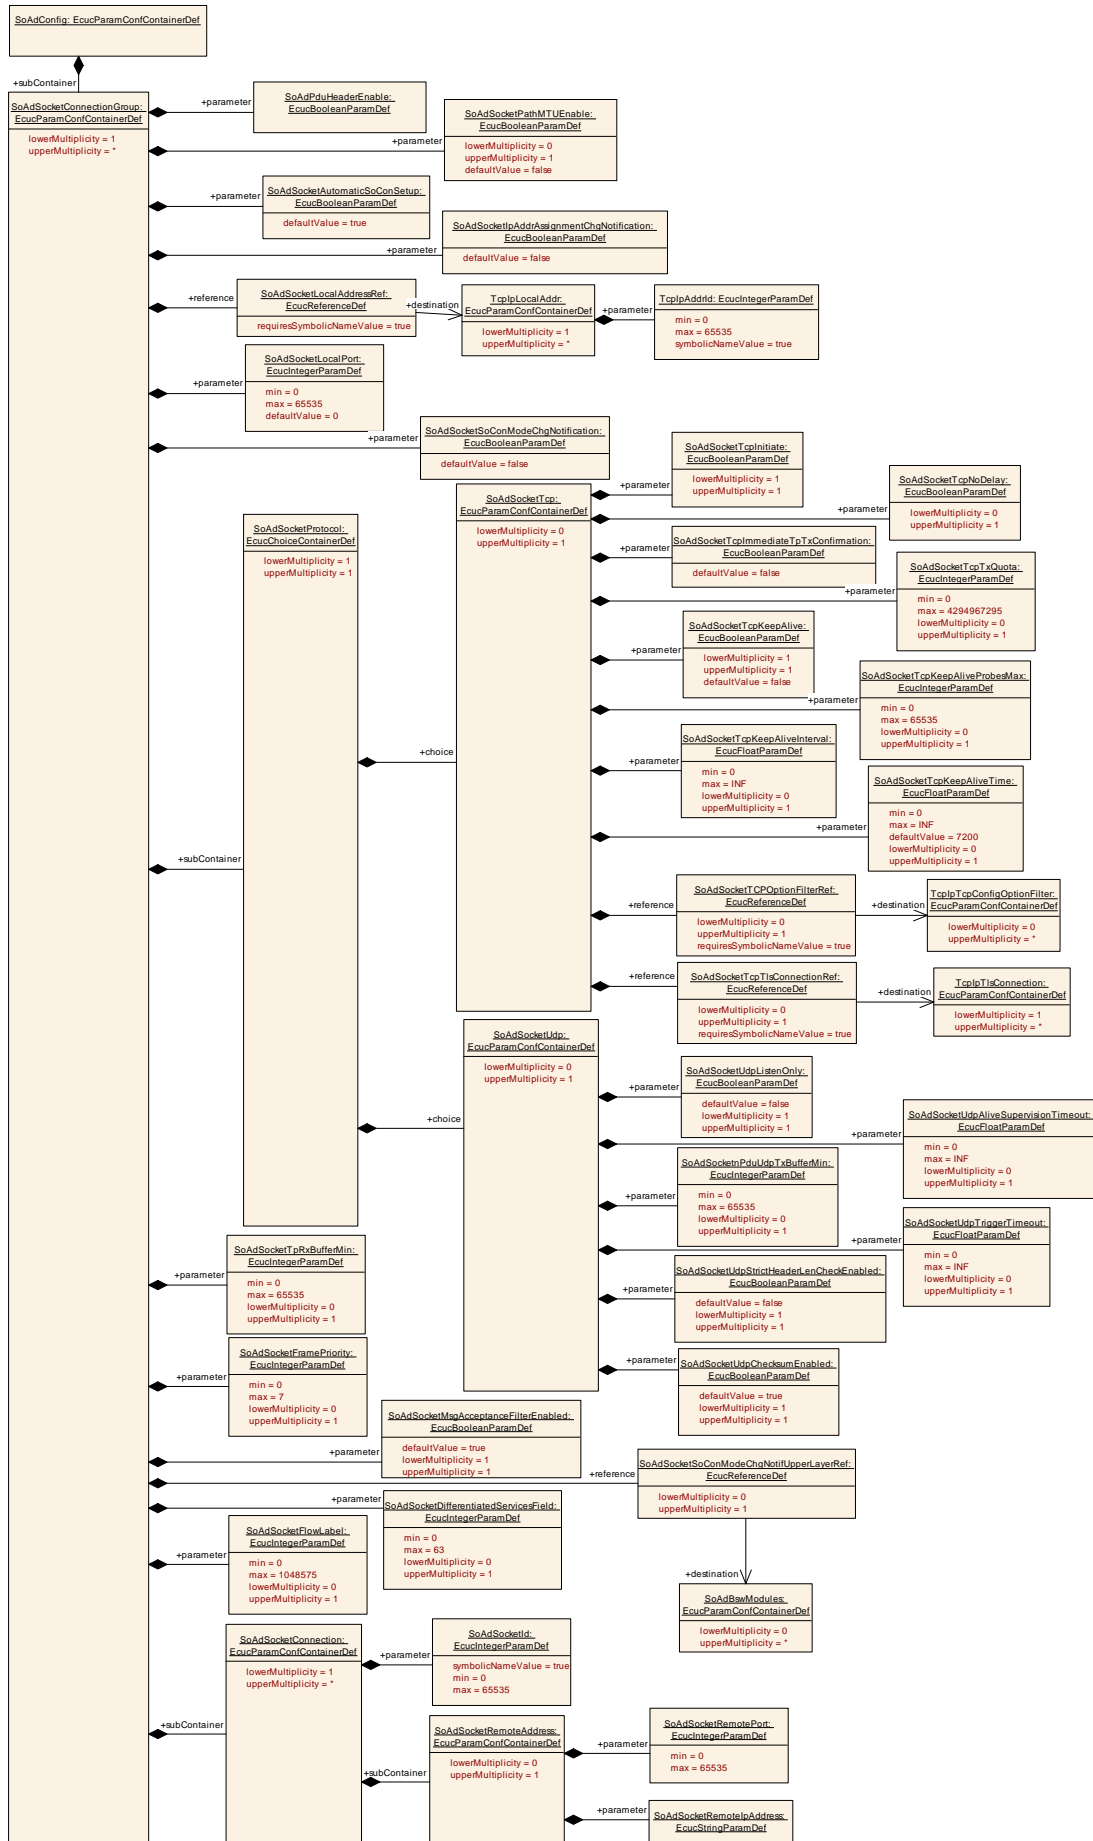 SoAdConfig: EcucParamConfContainerDef
+subContainer
SoAdSocketConnectionGroup:
EcucParamConfContainerDef
lowerMultiplicity = 1
upperMultiplicity = *
+parameter
SoAdPduHeaderEnable:
EcucBooleanParamDef
+parameter
SoAdSocketPathMTUEnable:
EcucBooleanParamDef
lowerMultiplicity = 0
upperMultiplicity = 1
defaultValue = false
+parameter
SoAdSocketAutomaticSoConSetup:
EcucBooleanParamDef
defaultValue = true
+parameter
SoAdSocketIpAddrAssignmentChgNotification:
EcucBooleanParamDef
defaultValue = false
+reference
SoAdSocketLocalAddressRef:
EcucReferenceDef
requiresSymbolicNameValue = true
+destination
TcpIpLocalAddr:
EcucParamConfContainerDef
lowerMultiplicity = 1
upperMultiplicity = *
+parameter
TcpIpAddrId: EcucIntegerParamDef
min = 0
max = 65535
symbolicNameValue = true
+parameter
SoAdSocketLocalPort:
EcucIntegerParamDef
min = 0
max = 65535
defaultValue = 0
+parameter
SoAdSocketSoConModeChgNotification:
EcucBooleanParamDef
defaultValue = false
+subContainer
SoAdSocketProtocol:
EcucChoiceContainerDef
lowerMultiplicity = 1
upperMultiplicity = 1
+choice
SoAdSocketTcp:
EcucParamConfContainerDef
lowerMultiplicity = 0
upperMultiplicity = 1
+parameter
SoAdSocketTcpInitiate:
EcucBooleanParamDef
lowerMultiplicity = 1
upperMultiplicity = 1
+parameter
SoAdSocketTcpNoDelay:
EcucBooleanParamDef
lowerMultiplicity = 0
upperMultiplicity = 1
+parameter
SoAdSocketTcpImmediateTpTxConfirmation:
EcucBooleanParamDef
defaultValue = false
+parameter
SoAdSocketTcpTxQuota:
EcucIntegerParamDef
min = 0
max = 4294967295
lowerMultiplicity = 0
upperMultiplicity = 1
+parameter
SoAdSocketTcpKeepAlive:
EcucBooleanParamDef
lowerMultiplicity = 1
upperMultiplicity = 1
defaultValue = false
+parameter
SoAdSocketTcpKeepAliveProbesMax:
EcucIntegerParamDef
min = 0
max = 65535
lowerMultiplicity = 0
upperMultiplicity = 1
+parameter
SoAdSocketTcpKeepAliveInterval:
EcucFloatParamDef
min = 0
max = INF
lowerMultiplicity = 0
upperMultiplicity = 1
+parameter
SoAdSocketTcpKeepAliveTime:
EcucFloatParamDef
min = 0
max = INF
defaultValue = 7200
lowerMultiplicity = 0
upperMultiplicity = 1
+reference
SoAdSocketTCPOptionFilterRef:
EcucReferenceDef
lowerMultiplicity = 0
upperMultiplicity = 1
requiresSymbolicNameValue = true
+destination
TcpIpTcpConfigOptionFilter:
EcucParamConfContainerDef
lowerMultiplicity = 0
upperMultiplicity = *
+reference
SoAdSocketTcpTlsConnectionRef:
EcucReferenceDef
lowerMultiplicity = 0
upperMultiplicity = 1
requiresSymbolicNameValue = true
+destination
TcpIpTlsConnection:
EcucParamConfContainerDef
lowerMultiplicity = 1
upperMultiplicity = *
+choice
SoAdSocketUdp:
EcucParamConfContainerDef
lowerMultiplicity = 0
upperMultiplicity = 1
+parameter
SoAdSocketUdpListenOnly:
EcucBooleanParamDef
defaultValue = false
lowerMultiplicity = 1
upperMultiplicity = 1
+parameter
SoAdSocketUdpAliveSupervisionTimeout:
EcucFloatParamDef
min = 0
max = INF
lowerMultiplicity = 0
upperMultiplicity = 1
+parameter
SoAdSocketnPduUdpTxBufferMin:
EcucIntegerParamDef
min = 0
max = 65535
lowerMultiplicity = 0
upperMultiplicity = 1
+parameter
SoAdSocketUdpTriggerTimeout:
EcucFloatParamDef
min = 0
max = INF
lowerMultiplicity = 0
upperMultiplicity = 1
+parameter
SoAdSocketUdpStrictHeaderLenCheckEnabled:
EcucBooleanParamDef
defaultValue = false
lowerMultiplicity = 1
upperMultiplicity = 1
+parameter
SoAdSocketUdpChecksumEnabled:
EcucBooleanParamDef
defaultValue = true
lowerMultiplicity = 1
upperMultiplicity = 1
+parameter
SoAdSocketTpRxBufferMin:
EcucIntegerParamDef
min = 0
max = 65535
lowerMultiplicity = 0
upperMultiplicity = 1
+parameter
SoAdSocketFramePriority:
EcucIntegerParamDef
min = 0
max = 7
lowerMultiplicity = 0
upperMultiplicity = 1
+parameter
SoAdSocketMsgAcceptanceFilterEnabled:
EcucBooleanParamDef
defaultValue = true
lowerMultiplicity = 1
upperMultiplicity = 1
+reference
SoAdSocketSoConModeChgNotifUpperLayerRef:
EcucReferenceDef
lowerMultiplicity = 0
upperMultiplicity = 1
+destination
SoAdBswModules:
EcucParamConfContainerDef
lowerMultiplicity = 0
upperMultiplicity = *
+parameter
SoAdSocketDifferentiatedServicesField:
EcucIntegerParamDef
min = 0
max = 63
lowerMultiplicity = 0
upperMultiplicity = 1
+parameter
SoAdSocketFlowLabel:
EcucIntegerParamDef
min = 0
max = 1048575
lowerMultiplicity = 0
upperMultiplicity = 1
+subContainer
SoAdSocketConnection:
EcucParamConfContainerDef
lowerMultiplicity = 1
upperMultiplicity = *
+parameter
SoAdSocketId:
EcucIntegerParamDef
symbolicNameValue = true
min = 0
max = 65535
+subContainer
SoAdSocketRemoteAddress:
EcucParamConfContainerDef
lowerMultiplicity = 0
upperMultiplicity = 1
+parameter
SoAdSocketRemotePort:
EcucIntegerParamDef
min = 0
max = 65535
+parameter
SoAdSocketRemoteIpAddress:
EcucStringParamDef